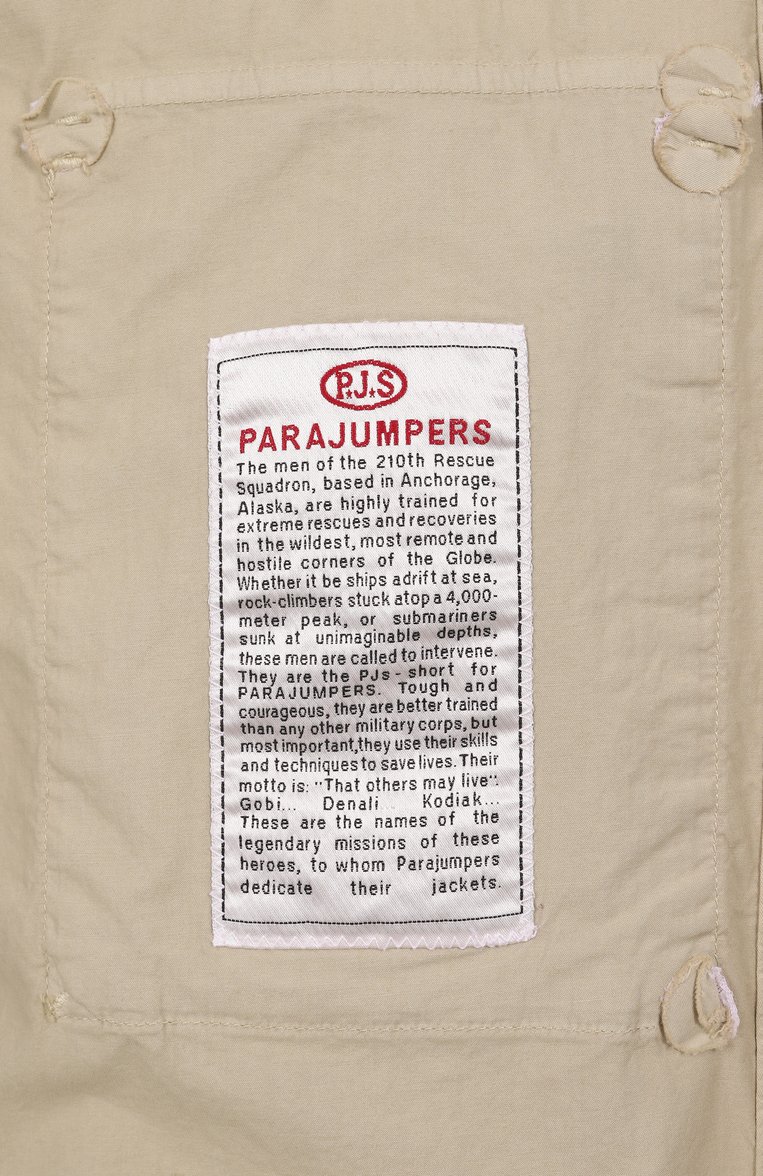 P.J.S
PARAJUMPERS
The men of the 210th Rescue
Squadron, based in Anchorage,
Alaska, are highly trained for
extreme rescues and recoveries
in the wildest, most remote and
hostile corners of the Globe.
Whether it be ships adrift at sea,
rock-climbers stuck atop a 4,000-
meter peak, or submariners
sunk at unimaginable depths,
these men are called to intervene.
They are the PJs - short for
PARAJUMPERS. Tough and
courageous, they are better trained
than any other military corps, but
most important,they use their skills
and techniques to save lives. Their
motto is: "That others may live":
Gobi... Denali... Kodiak...
These are the names of the
legendary missions of these
heroes, to whom Parajumpers
dedicate their jackets.